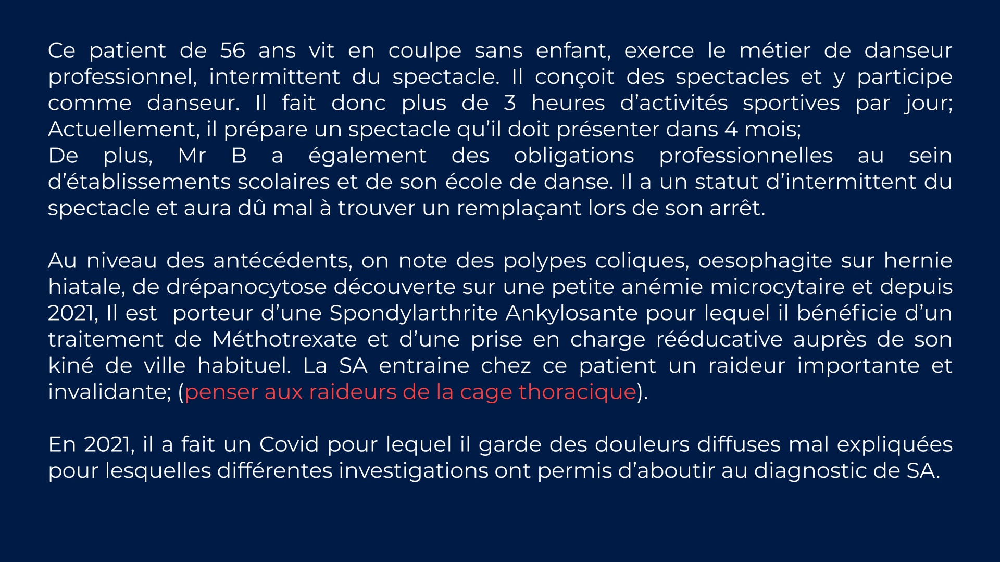 Ce patient de 56 ans vit en coulpe sans enfant, exerce le métier de danseur
professionnel, intermittent du spectacle. Il conçoit des spectacles et y participe
comme danseur. Il fait donc plus de 3 heures d’activités sportives par jour;
Actuellement, il prépare un spectacle qu’il doit présenter dans 4 mois;
De plus, Mr B a également des obligations professionnelles au sein
d’établissements scolaires et de son école de danse. Il a un statut d’intermittent du
spectacle et aura dû mal à trouver un remplaçant lors de son arrêt.
Au niveau des antécédents, on note des polypes coliques, oesophagite sur hernie
hiatale, de drépanocytose découverte sur une petite anémie microcytaire et depuis
2021, Il est  porteur d’une Spondylarthrite Ankylosante pour lequel il bénéficie d’un
traitement de Méthotrexate et d’une prise en charge rééducative auprès de son
kiné de ville habituel. La SA entraine chez ce patient un raideur importante et
invalidante; (penser aux raideurs de la cage thoracique).
En 2021, il a fait un Covid pour lequel il garde des douleurs diffuses mal expliquées
pour lesquelles différentes investigations ont permis d’aboutir au diagnostic de SA.